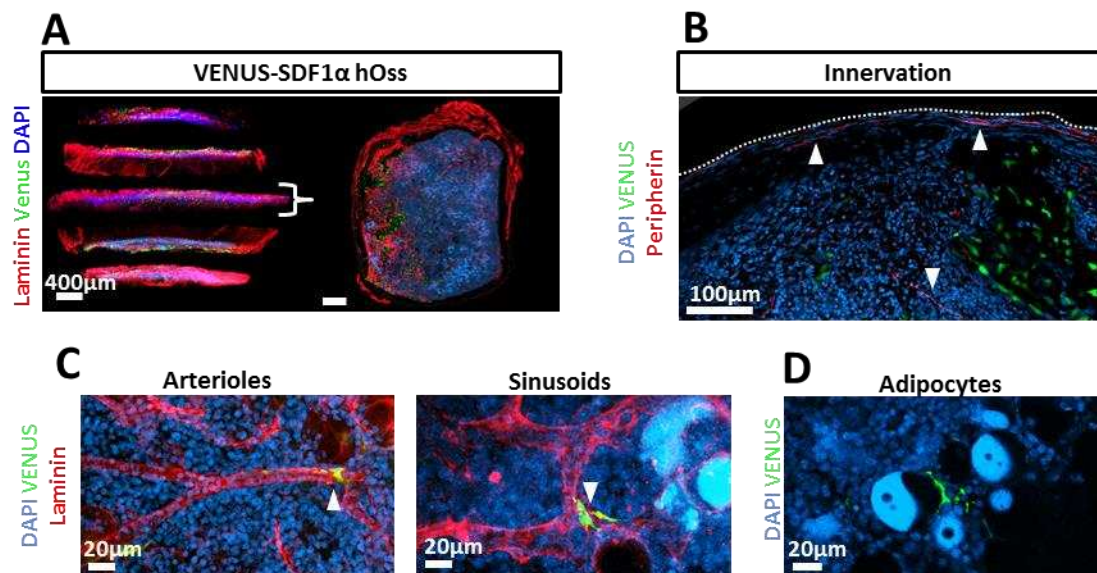 A
VENUS-SDF1α hOss
Laminin Venus DAPI
400µm
B
Innervation
DAPI VENUS
Peripherin
100µm
C
Arterioles
Sinusoids
DAPI VENUS
Laminin
20µm
20µm
D
Adipocytes
DAPI VENUS
20µm